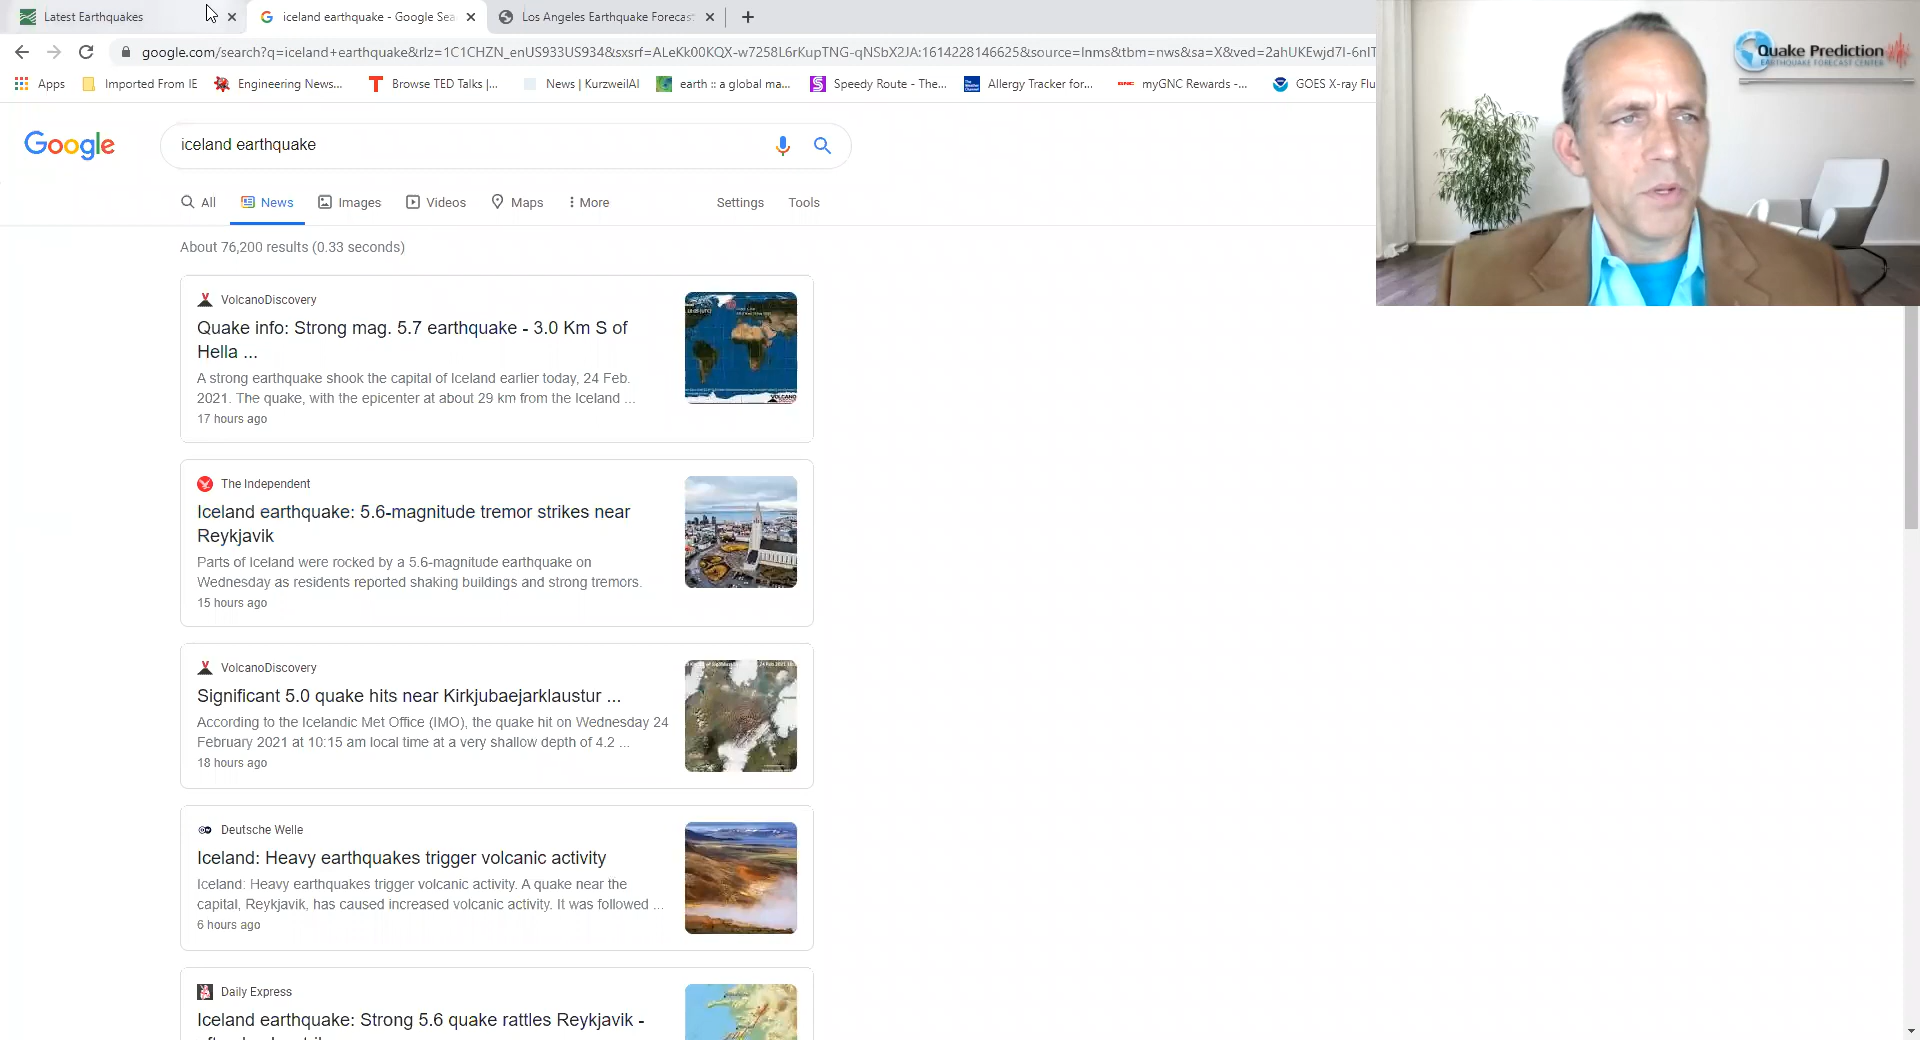 Latest Earthquakes
iceland earthquake - Google Sea
Los Angeles Earthquake Forecast
google.com/search?q=iceland+earthquake&rlz=1C1CHZN_enUS933US934&sxsrf=ALeKk00KQX-w7258L6rKupTNG-qNSbX2JA:1614228146625&source=lnms&tbm=nws&sa=X&ved=2ahUKEwjd7I-6nIT
Apps
Imported From IE
Engineering News...
Browse TED Talks |...
News | KurzweilAI
earth :: a global ma...
Speedy Route - The...
Allergy Tracker for...
myGNC Rewards -...
GOES X-ray Flu
Quake Prediction
EARTHQUAKE FORECAST CENTER
Google
iceland earthquake
All
News
Images
Videos
Maps
More
Settings
Tools
About 76,200 results (0.33 seconds)
VolcanoDiscovery
Quake info: Strong mag. 5.7 earthquake - 3.0 Km S of
Hella ...
A strong earthquake shook the capital of Iceland earlier today, 24 Feb.
2021. The quake, with the epicenter at about 29 km from the Iceland ...
17 hours ago
The Independent
Iceland earthquake: 5.6-magnitude tremor strikes near
Reykjavik
Parts of Iceland were rocked by a 5.6-magnitude earthquake on
Wednesday as residents reported shaking buildings and strong tremors.
15 hours ago
VolcanoDiscovery
Significant 5.0 quake hits near Kirkjubaejarklaustur ...
According to the Icelandic Met Office (IMO), the quake hit on Wednesday 24
February 2021 at 10:15 am local time at a very shallow depth of 4.2 ...
18 hours ago
Deutsche Welle
Iceland: Heavy earthquakes trigger volcanic activity
Iceland: Heavy earthquakes trigger volcanic activity. A quake near the
capital, Reykjavik, has caused increased volcanic activity. It was followed ...
6 hours ago
Daily Express
Iceland earthquake: Strong 5.6 quake rattles Reykjavik -